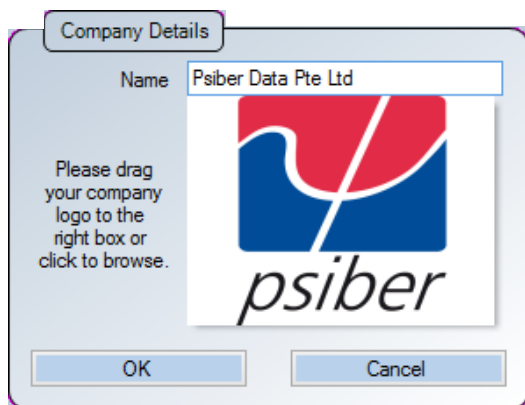 Company Details
Name
Psiber Data Pte Ltd
Please drag
your company
logo to the
right box or
click to browse.
psiber
OK
Cancel